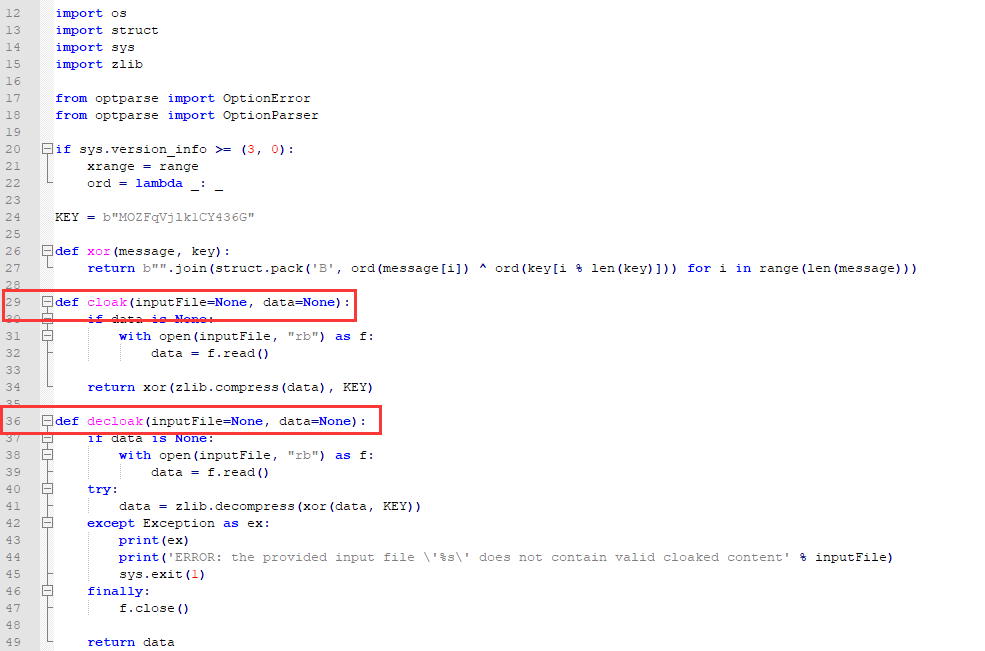 12 import os
13 import struct
14 import sys
15 import zlib
16
17 from optparse import OptionError
18 from optparse import OptionParser
19
20 if sys.version_info >= (3, 0):
21     xrange = range
22     ord = lambda _: _
23
24 KEY = b"MOZFqVjlklCY436G"
25
26 def xor(message, key):
27     return b"".join(struct.pack('B', ord(message[i]) ^ ord(key[i % len(key)])) for i in range(len(message)))
28
29 def cloak(inputFile=None, data=None):
30     if data is None:
31         with open(inputFile, "rb") as f:
32             data = f.read()
33
34     return xor(zlib.compress(data), KEY)
35
36 def decloak(inputFile=None, data=None):
37     if data is None:
38         with open(inputFile, "rb") as f:
39             data = f.read()
40     try:
41         data = zlib.decompress(xor(data, KEY))
42     except Exception as ex:
43         print(ex)
44         print('ERROR: the provided input file \'%s\' does not contain valid cloaked content' % inputFile)
45         sys.exit(1)
46     finally:
47         f.close()
48
49     return data